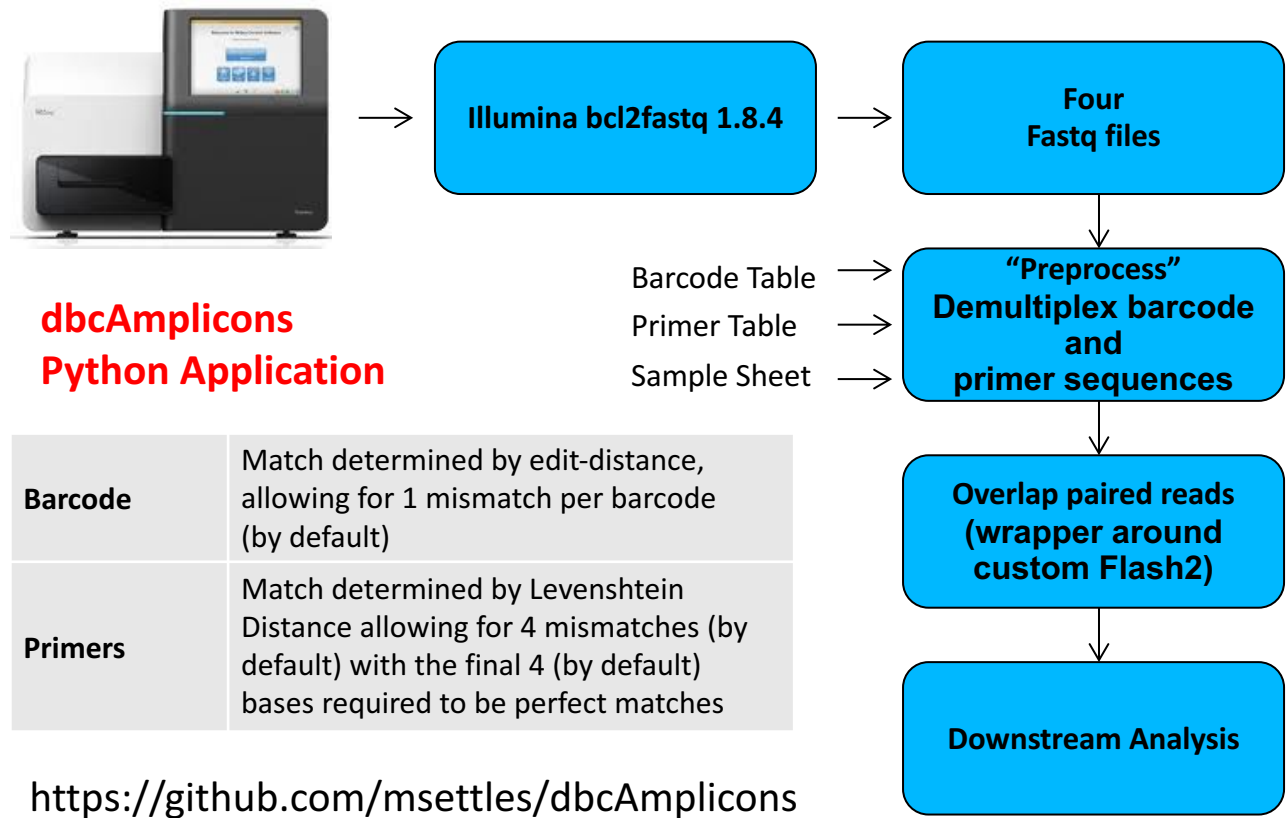 Illumina bcl2fastq 1.8.4
Four
Fastq files
Barcode Table
Primer Table
Sample Sheet
“Preprocess”
Demultiplex barcode
and
primer sequences
dbcAmplicons
Python Application
Barcode
Match determined by edit-distance,
allowing for 1 mismatch per barcode
(by default)
Primers
Match determined by Levenshtein
Distance allowing for 4 mismatches (by
default) with the final 4 (by default)
bases required to be perfect matches
Overlap paired reads
(wrapper around
custom Flash2)
Downstream Analysis
https://github.com/msettles/dbcAmplicons